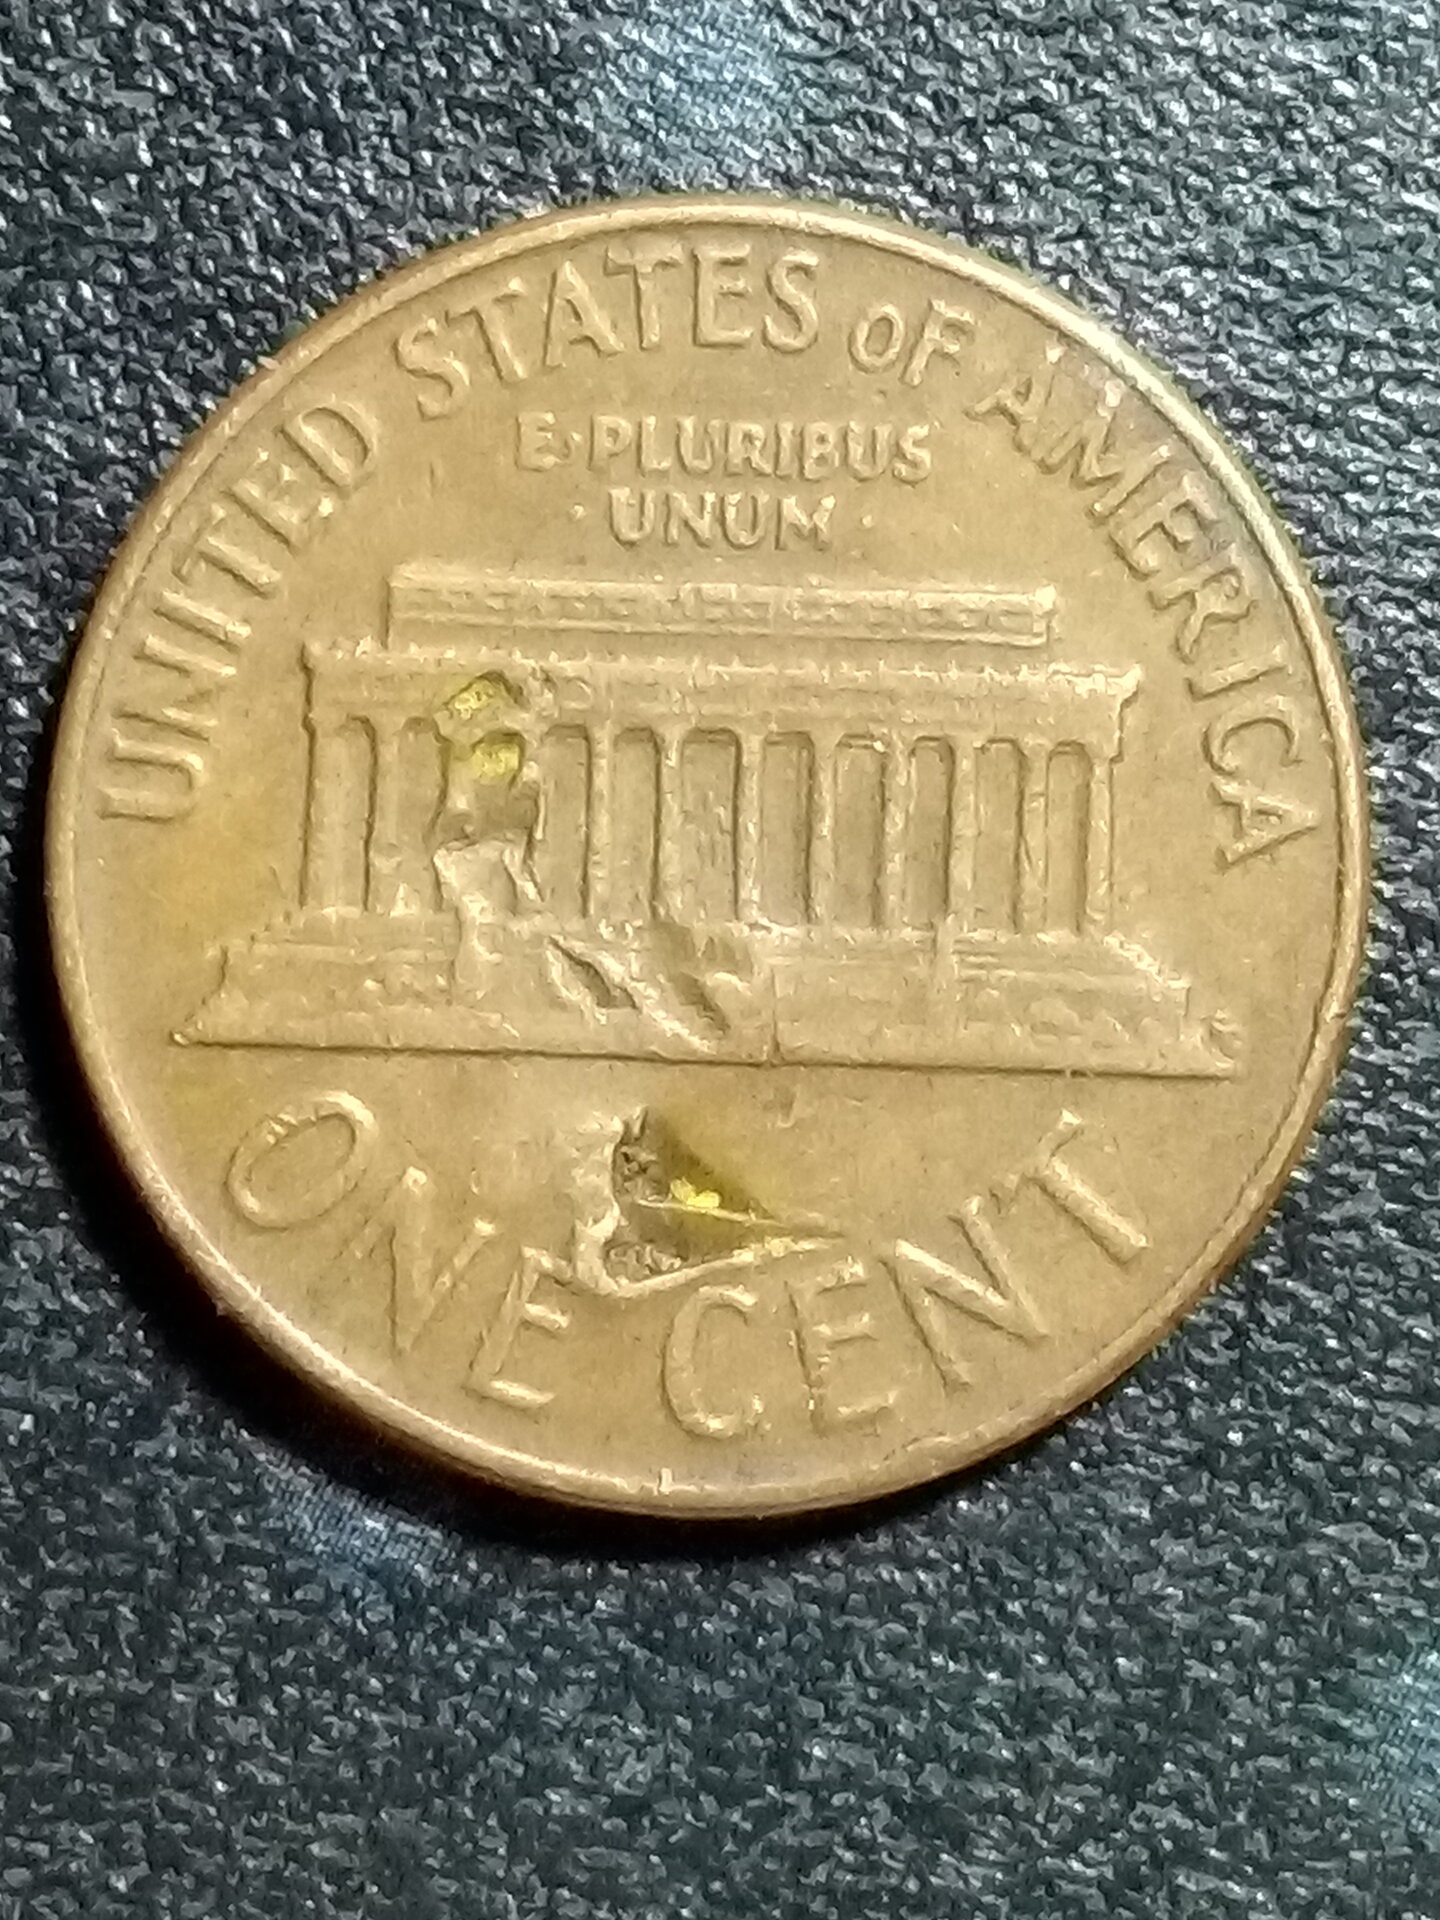 UNITED STATES OF AMERICA
E·PLURIBUS
· UNUM ·
ONE CENT